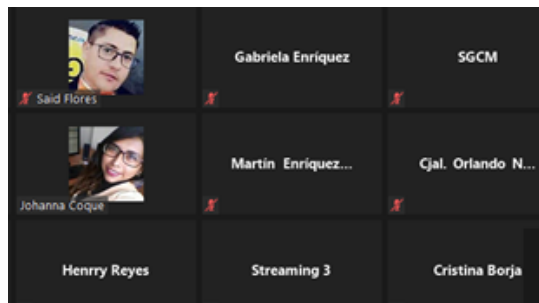 Gabriela Enríquez
SGCM
Said Flores
Martín Enríquez...
Cjal. Orlando N...
Johanna Coque
Henrry Reyes
Streaming 3
Cristina Borja